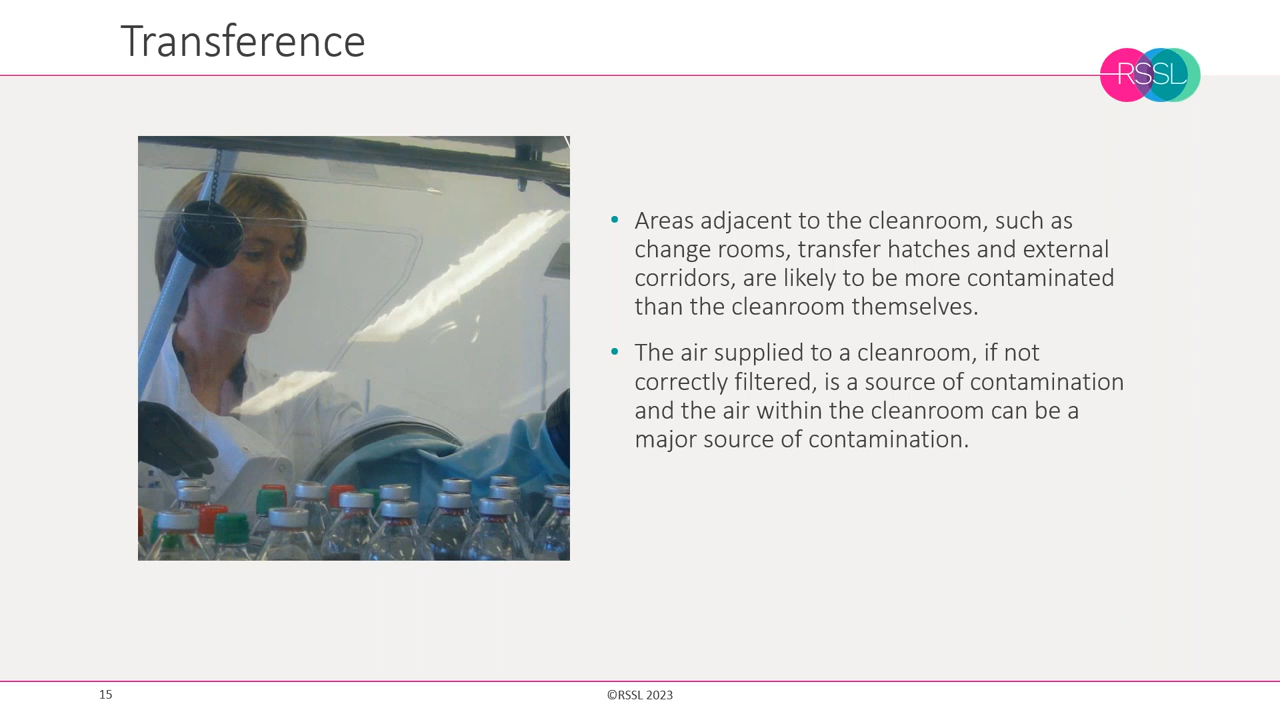 Transference
RSSL
• Areas adjacent to the cleanroom, such as
change rooms, transfer hatches and external
corridors, are likely to be more contaminated
than the cleanroom themselves.
• The air supplied to a cleanroom, if not
correctly filtered, is a source of contamination
and the air within the cleanroom can be a
major source of contamination.
15
©RSSL 2023